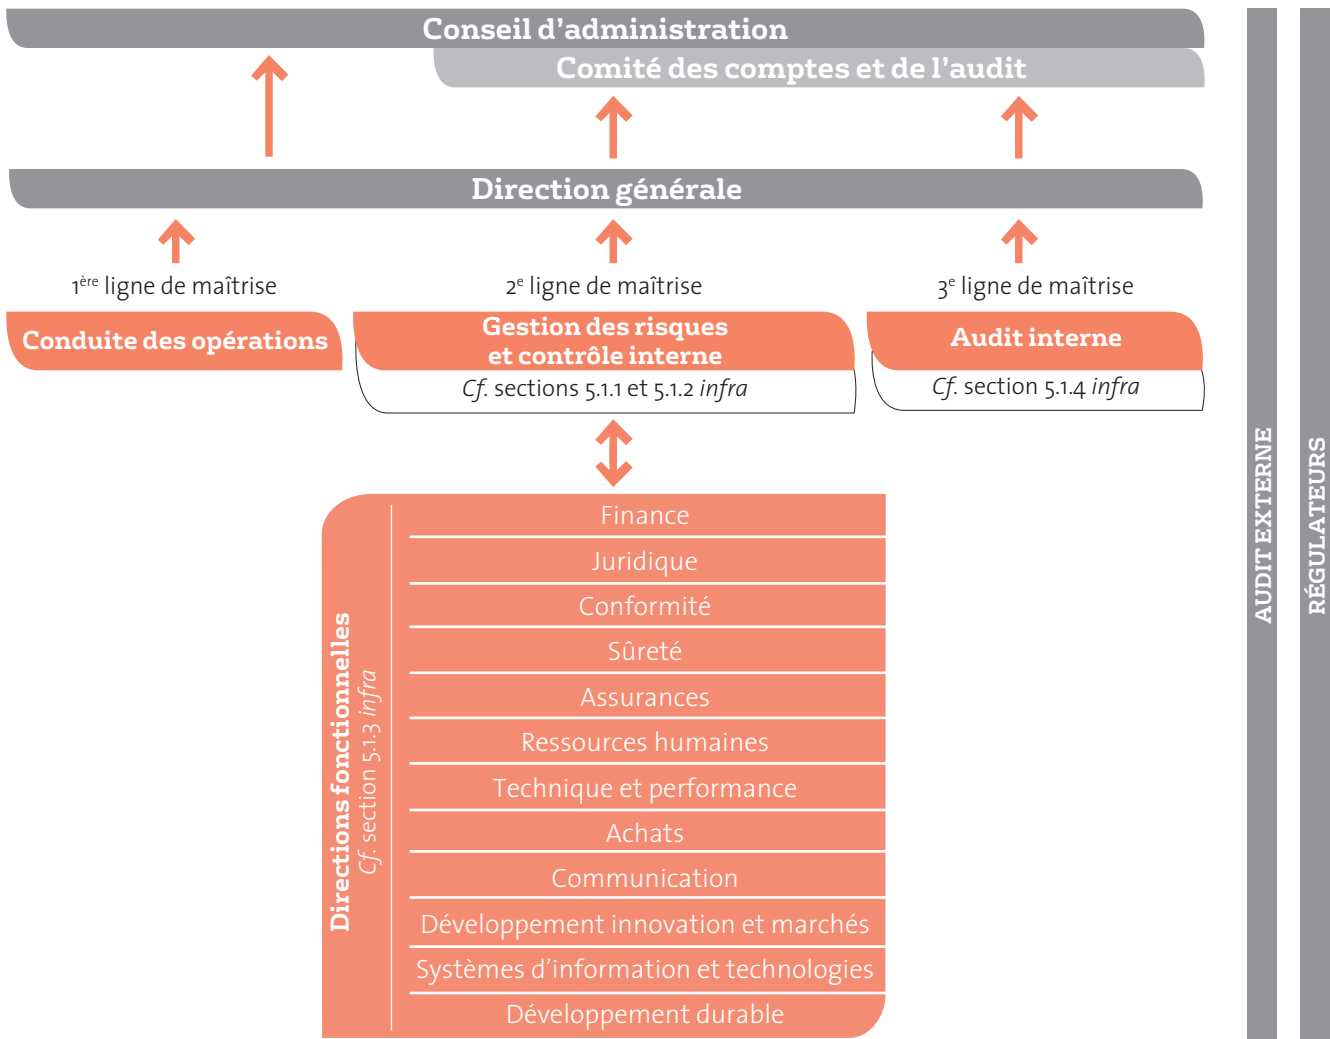 Conseil d’administration
Comité des comptes et de l’audit
Direction générale
1ère ligne de maîtrise
Conduite des opérations
2e ligne de maîtrise
Gestion des risques
et contrôle interne
Cf. sections 5.1.1 et 5.1.2 infra
3e ligne de maîtrise
Audit interne
Cf. section 5.1.4 infra
Directions fonctionnelles
Cf. section 5.1.3 infra
Finance
Juridique
Conformité
Sûreté
Assurances
Ressources humaines
Technique et performance
Achats
Communication
Développement innovation et marchés
Systèmes d’information et technologies
Développement durable
AUDIT EXTERNE
RÉGULATEURS